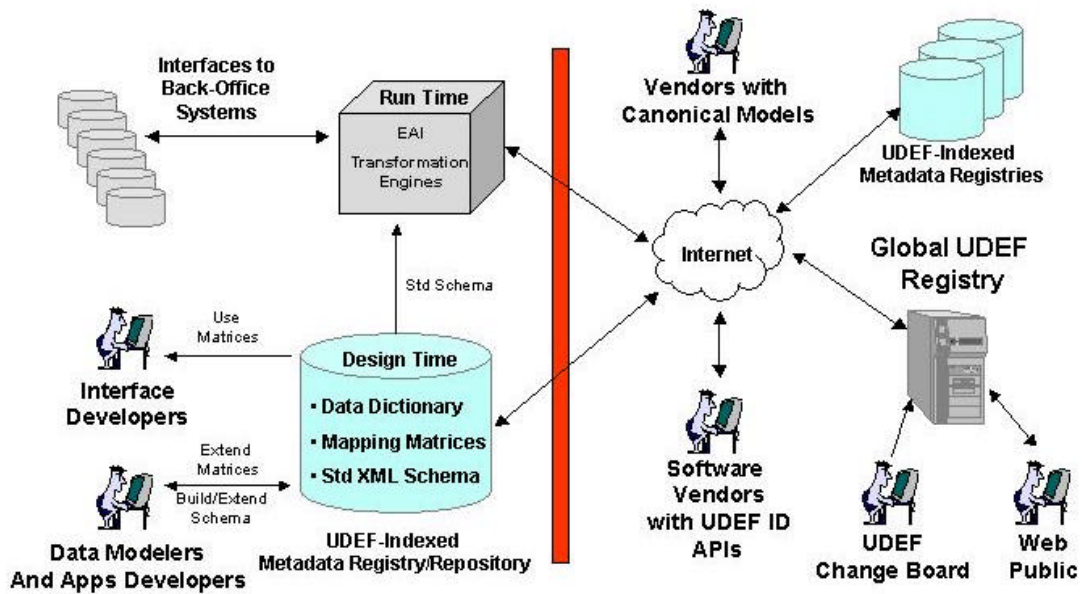 Interfaces to
Back-Office
Systems
Run Time
EAI
Transformation
Engines
Vendors with
Canonical Models
UDEF-Indexed
Metadata Registries
Internet
Global UDEF
Registry
Std Schema
Use
Matrices
Interface
Developers
Design Time
• Data Dictionary
• Mapping Matrices
• Std XML Schema
Extend
Matrices
Build/Extend
Schema
Data Modelers
And Apps Developers
UDEF-Indexed
Metadata Registry/Repository
Software
Vendors
with UDEF ID
APIs
UDEF
Change Board
Web
Public